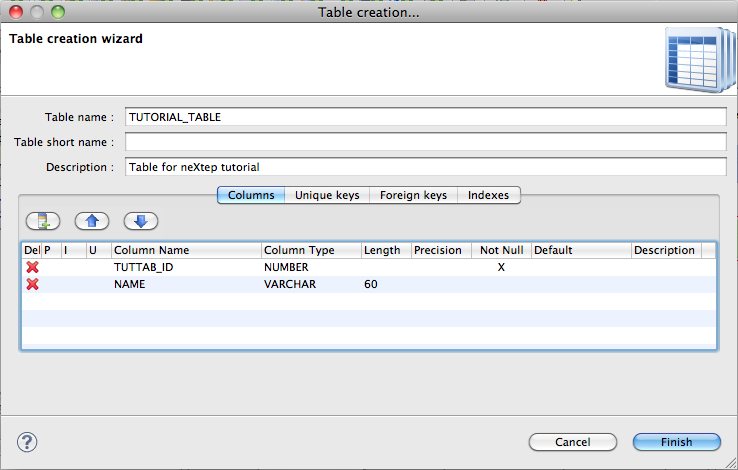 Table creation...
Table creation wizard
Table name : TUTORIAL_TABLE
Table short name :
Description : Table for neXtep tutorial
Columns Unique keys Foreign keys Indexes
Del P I U Column Name Column Type Length Precision Not Null Default Description
TUTTAB_ID NUMBER X
NAME VARCHAR 60
? Cancel Finish